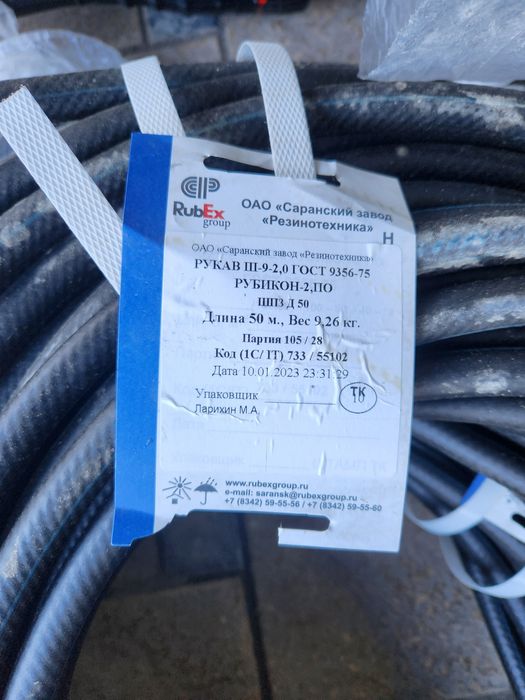 RubEx
group
ОАО «Саранский завод
«Резинотехника»
Н
ОАО «Саранский завод «Резинотехника»
РУКАВ Ш-9-2,0 ГОСТ 9356-75
РУБИКОН-2,ПО
ЦПЗ Д 50
Длина 50 м., Вес 9,26 кг.
Партия 105 / 28
Код (1С/ IT) 733 / 55102
Дата 10.01.2023 23:31:29
Упаковщик
Ларихин М.А.
ТК
10
www.rubexgroup.ru
e-mail: saransk@rubexgroup.ru
+7 (8342) 59-55-56 / +7 (8342) 59-55-60